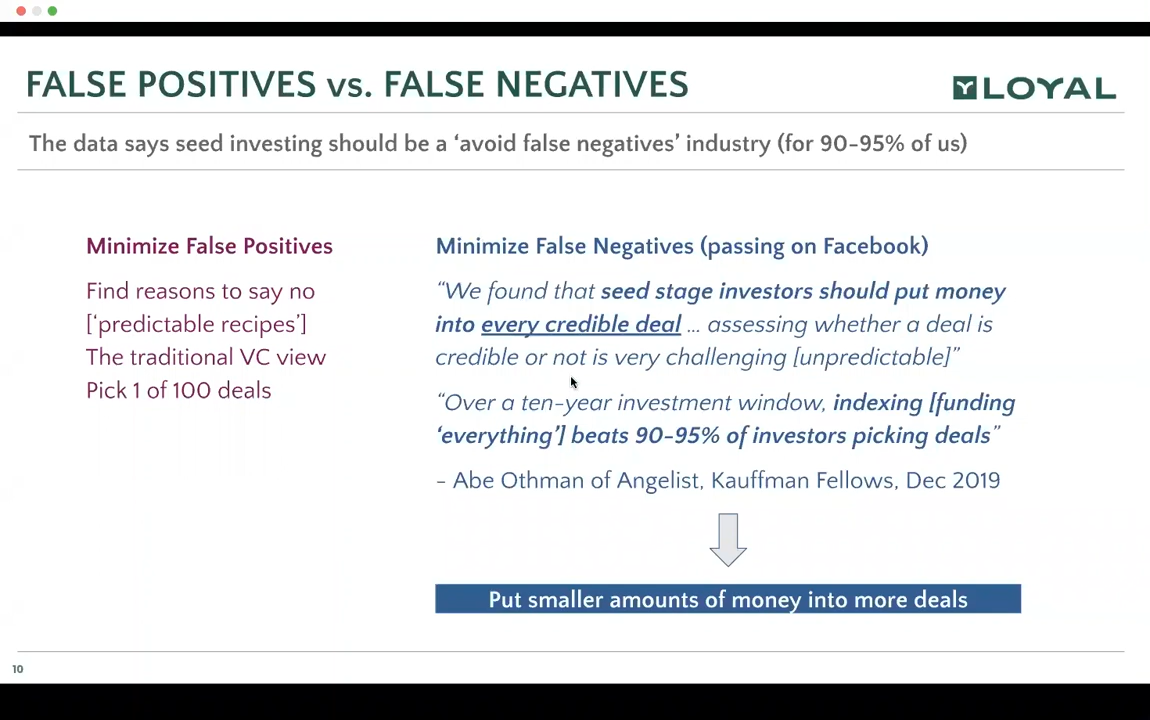 FALSE POSITIVES vs. FALSE NEGATIVES
LOYAL
The data says seed investing should be a ‘avoid false negatives’ industry (for 90-95% of us)
Minimize False Positives
Find reasons to say no
[‘predictable recipes’]
The traditional VC view
Pick 1 of 100 deals
Minimize False Negatives (passing on Facebook)
“We found that seed stage investors should put money
into every credible deal ... assessing whether a deal is
credible or not is very challenging [unpredictable]”
“Over a ten-year investment window, indexing [funding
‘everything’] beats 90-95% of investors picking deals”
– Abe Othman of Angelist, Kauffman Fellows, Dec 2019
Put smaller amounts of money into more deals
10